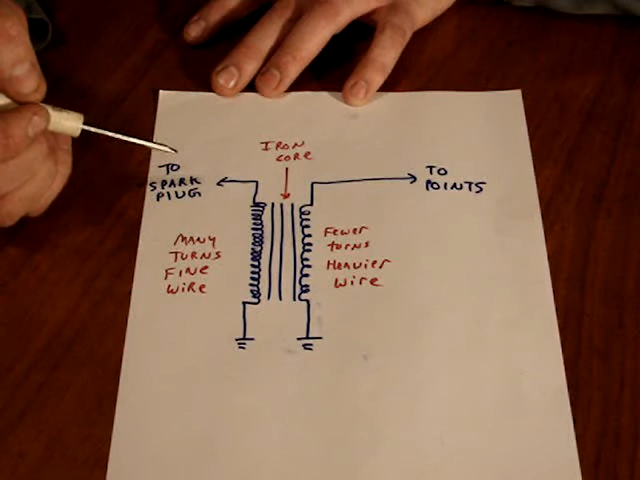 IRON
CORE
TO
SPARK
PLUG
TO
POINTS
MANY
TURNS
FINE
WIRE
FEWER
TURNS
HEAVIER
WIRE